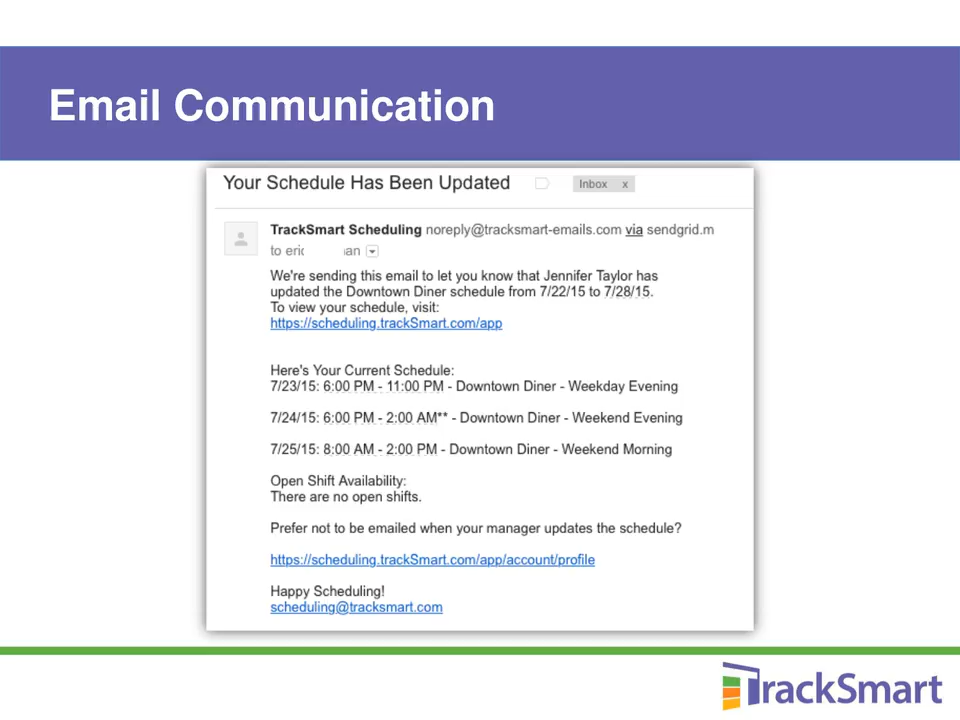 Email Communication
Your Schedule Has Been Updated
Inbox x
TrackSmart Scheduling noreply@tracksmart-emails.com via sendgrid.m
to eric an
We're sending this email to let you know that Jennifer Taylor has
updated the Downtown Diner schedule from 7/22/15 to 7/28/15.
To view your schedule, visit:
https://scheduling.trackSmart.com/app
Here's Your Current Schedule:
7/23/15: 6:00 PM - 11:00 PM - Downtown Diner - Weekday Evening
7/24/15: 6:00 PM - 2:00 AM** - Downtown Diner - Weekend Evening
7/25/15: 8:00 AM - 2:00 PM - Downtown Diner - Weekend Morning
Open Shift Availability:
There are no open shifts.
Prefer not to be emailed when your manager updates the schedule?
https://scheduling.trackSmart.com/app/account/profile
Happy Scheduling!
scheduling@tracksmart.com
TrackSmart